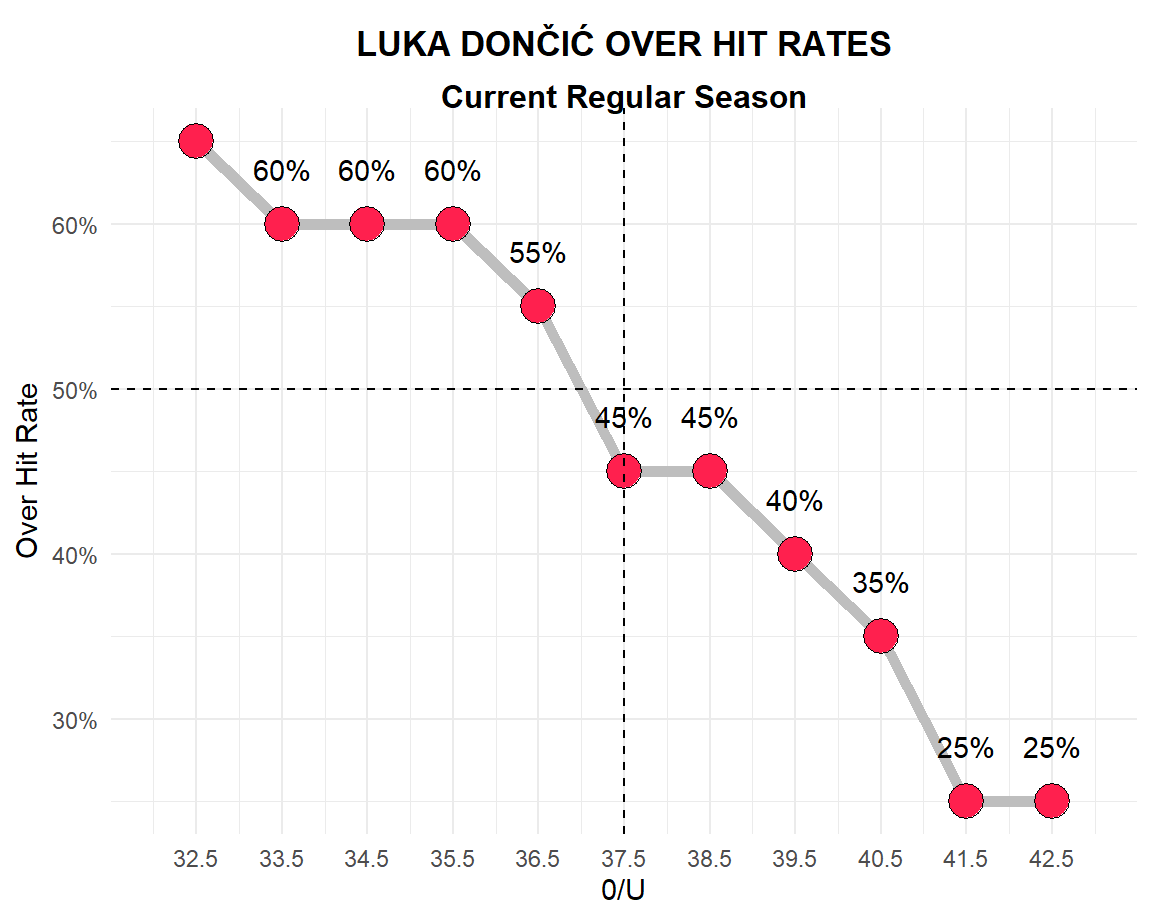 LUKA DONČIĆ OVER HIT RATES
Current Regular Season
60% 60% 60%
55%
45% 45%
40%
35%
25% 25%
Over Hit Rate
60%
50%
40%
30%
32.5 33.5 34.5 35.5 36.5 37.5 38.5 39.5 40.5 41.5 42.5
0/U